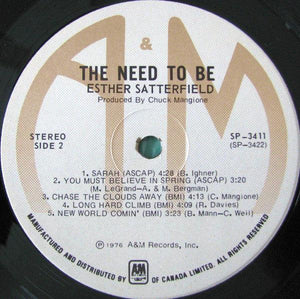 A&M
THE NEED TO BE
ESTHER SATTERFIELD
Produced By Chuck Mangione
STEREO
SIDE 2
SP-3411
(SP-3422)
1. SARAH (ASCAP) 4:28 (B. Ighner)
2. YOU MUST BELIEVE IN SPRING (ASCAP) 3:20
(M. LeGrand-A. & M. Bergman)
3. CHASE THE CLOUDS AWAY (BMI) 4:13 (C. Mangione)
4. LONG HARD CLIMB (BMI) 4:09 (R. Davies)
5. NEW WORLD COMIN' (BMI) 3:23 (B. Mann-C. Weil)
Ⓟ©1976 A&M Records, Inc.
MANUFACTURED AND DISTRIBUTED BY A&M RECORDS OF CANADA LIMITED. ALL RIGHTS RESERVED.